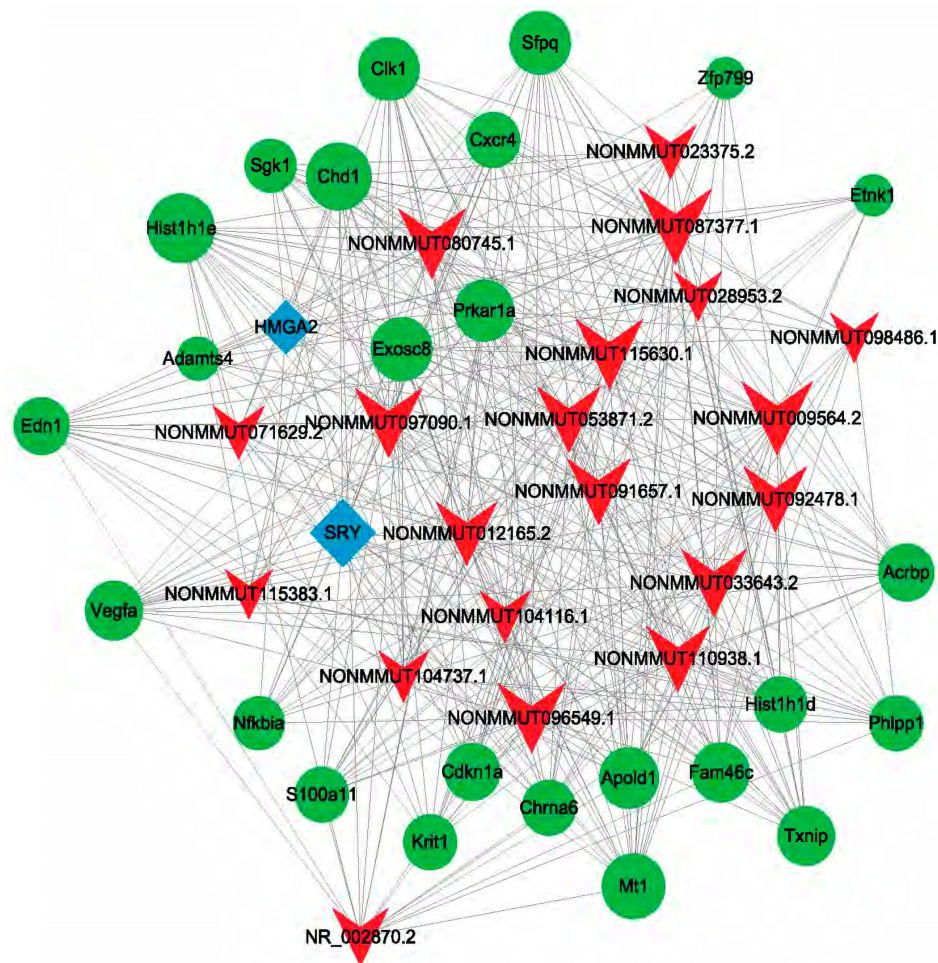 Sfpq
Clk1
Zfp799
Cxcr4
NONMMUT023375.2
Sgk1
Chd1
Etnk1
Hist1h1e
NONMMUT087377.1
NONMMUT080745.1
NONMMUT028953.2
Prkar1a
HMGA2
NONMMUT098486.1
Exosc8
NONMMUT115630.1
Adamts4
Edn1
NONMMUT071629.2
NONMMUT097090.1
NONMMUT053871.2
NONMMUT009564.2
NONMMUT091657.1
NONMMUT092478.1
SRY
NONMMUT012165.2
Acrbp
NONMMUT033643.2
NONMMUT115383.1
Vegfa
NONMMUT104116.1
NONMMUT110938.1
NONMMUT104737.1
Hist1h1d
NONMMUT096549.1
Nfkbia
Phlpp1
Cdkn1a
Apold1
Fam46c
S100a11
Chrna6
Krit1
Txnip
Mt1
NR_002870.2